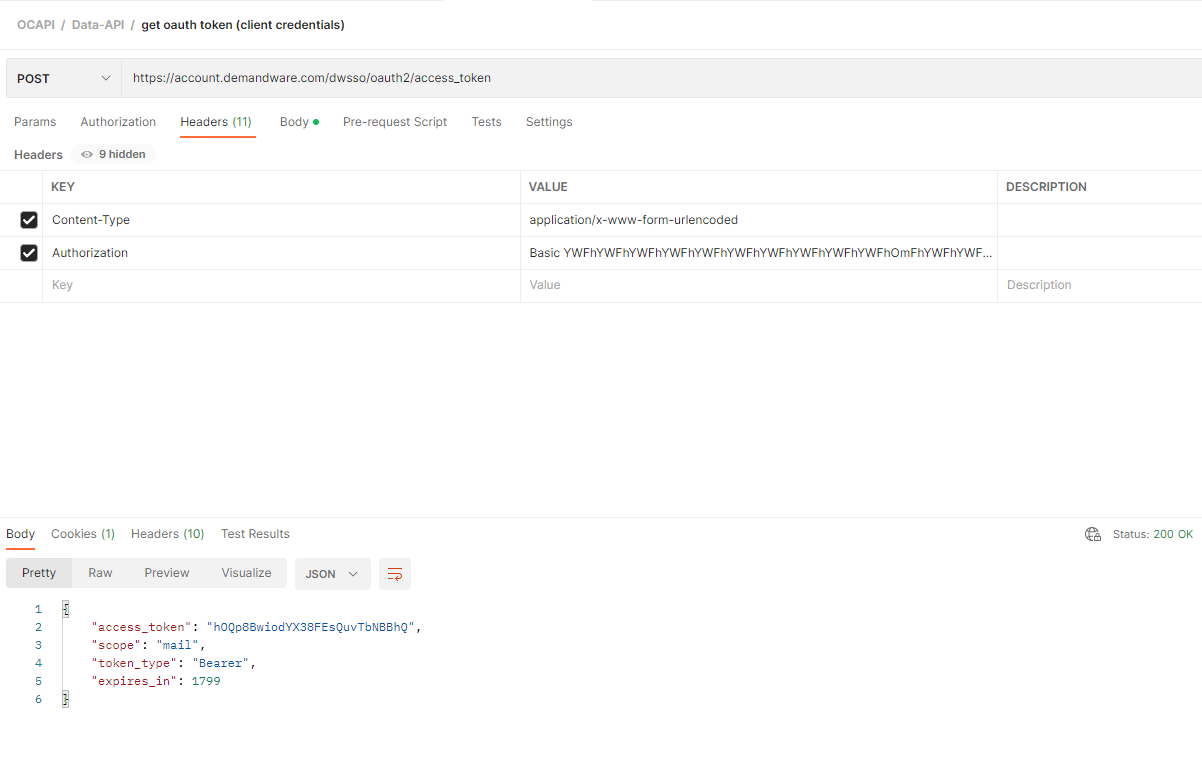 OCAPI / Data-API / get oauth token (client credentials)
POST https://account.demandware.com/dwsso/oauth2/access_token
Params Authorization Headers (11) Body Pre-request Script Tests Settings
Headers 9 hidden
KEY VALUE DESCRIPTION
Content-Type application/x-www-form-urlencoded
Authorization Basic YWFhYWFhYWFhYWFhYWFhYWFhYWFhYWFhYWFhYWFhOmFhYWFhYWF...
Key Value Description
Body Cookies (1) Headers (10) Test Results Status: 200 OK
Pretty Raw Preview Visualize JSON
1 {
2 "access_token": "hOQp8BwiodYX38FEsQuvTbNBBhQ",
3 "scope": "mail",
4 "token_type": "Bearer",
5 "expires_in": 1799
6 }